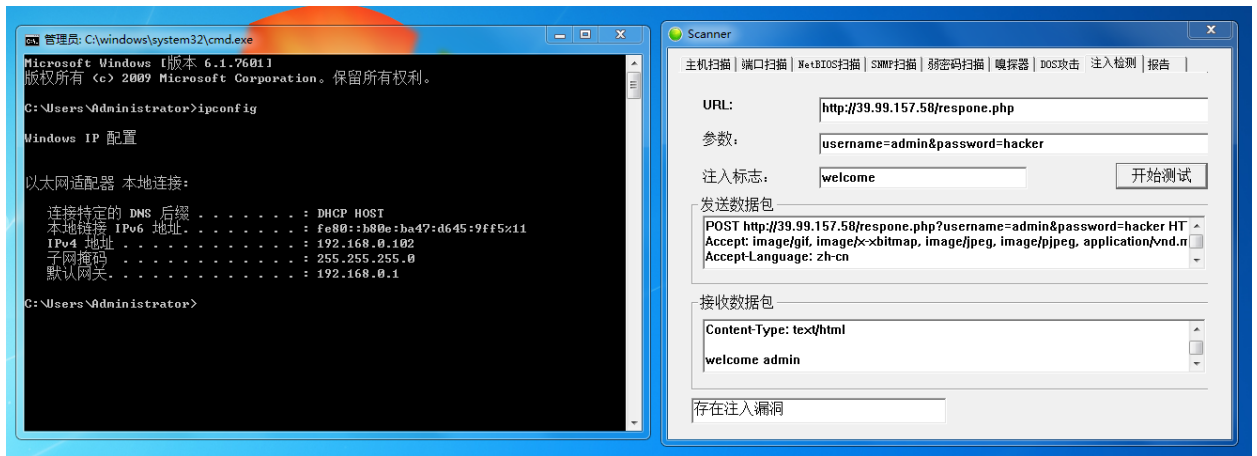 管理员: C:\windows\system32\cmd.exe
Microsoft Windows [版本 6.1.7601]
版权所有 (c) 2009 Microsoft Corporation。保留所有权利。
C:\Users\Administrator>ipconfig
Windows IP 配置
以太网适配器 本地连接:
连接特定的 DNS 后缀 . . . . . . . : DHCP HOST
本地链接 IPv6 地址. . . . . . . . : fe80::b80e:ba47:d645:9ff5%11
IPv4 地址 . . . . . . . . . . . . : 192.168.0.102
子网掩码 . . . . . . . . . . . . : 255.255.255.0
默认网关. . . . . . . . . . . . . : 192.168.0.1
C:\Users\Administrator>
Scanner
主机扫描 端口扫描 NetBIOS扫描 SNMP扫描 弱密码扫描 嗅探器 DOS攻击 注入检测 报告
URL: http://39.99.157.58/respone.php
参数: username=admin&password=hacker
注入标志: welcome 开始测试
发送数据包
POST http://39.99.157.58/respone.php?username=admin&password=hacker HT
Accept: image/gif, image/x-xbitmap, image/jpeg, image/pjpeg, application/vnd.m
Accept-Language: zh-cn
接收数据包
Content-Type: text/html
welcome admin
存在注入漏洞